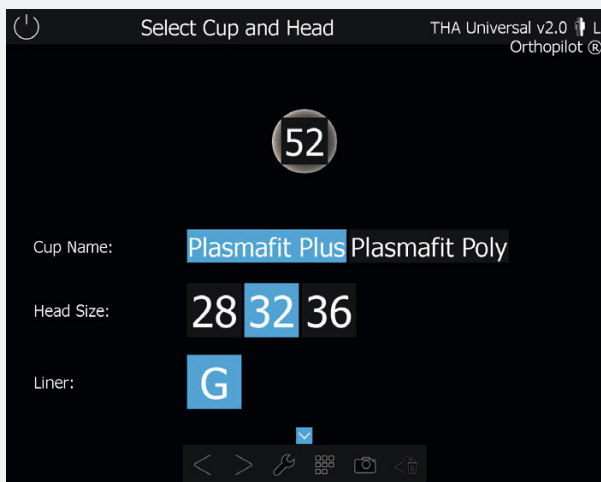 Select Cup and Head
THA Universal v2.0 L
Orthopilot ®
52
Cup Name: Plasmafit Plus Plasmafit Poly
Head Size: 28 32 36
Liner: G